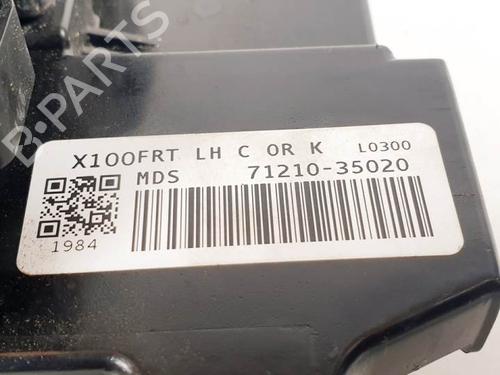 B-PARTS
X100FRT LH C OR K L0300
MDS 71210-35020
1984